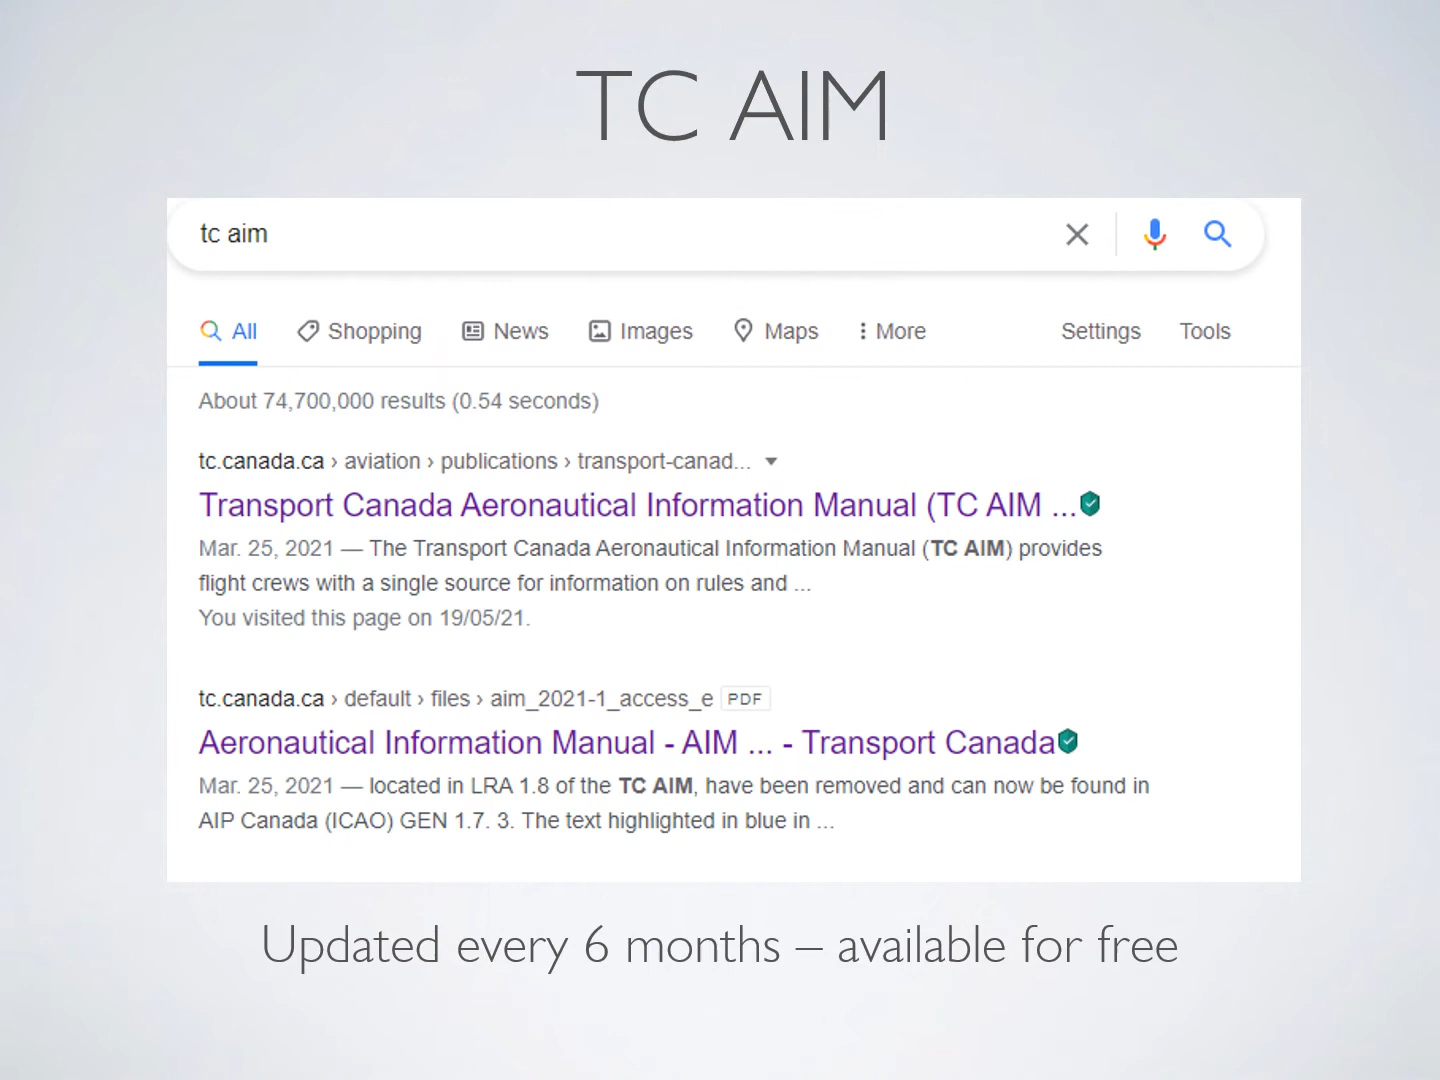 TC AIM
tc aim
All Shopping News Images Maps More Settings Tools
About 74,700,000 results (0.54 seconds)
tc.canada.ca › aviation › publications › transport-canad...
Transport Canada Aeronautical Information Manual (TC AIM ...
Mar. 25, 2021 — The Transport Canada Aeronautical Information Manual (TC AIM) provides
flight crews with a single source for information on rules and ...
You visited this page on 19/05/21.
tc.canada.ca › default › files › aim_2021-1_access_e PDF
Aeronautical Information Manual - AIM ... - Transport Canada
Mar. 25, 2021 — located in LRA 1.8 of the TC AIM, have been removed and can now be found in
AIP Canada (ICAO) GEN 1.7. 3. The text highlighted in blue in ...
Updated every 6 months – available for free